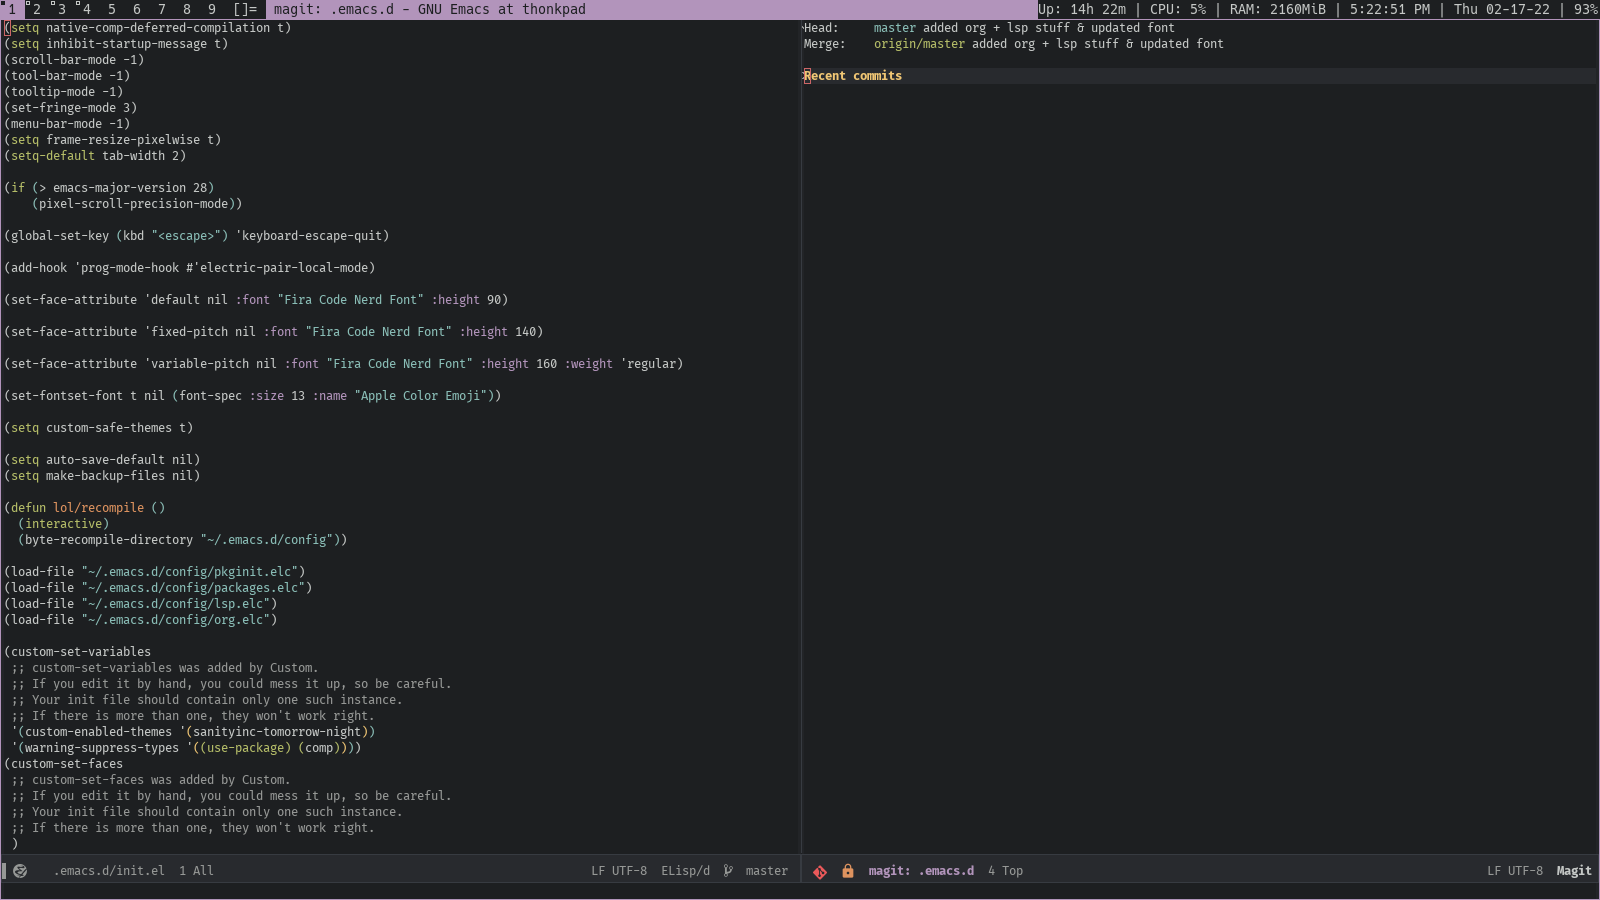 1 2 3 4 5 6 7 8 9 []= magit: .emacs.d - GNU Emacs at thonkpad Up: 14h 22m | CPU: 5% | RAM: 2160MiB | 5:22:51 PM | Thu 02-17-22 | 93%
(setq native-comp-deferred-compilation t)
(setq inhibit-startup-message t)
(scroll-bar-mode -1)
(tool-bar-mode -1)
(tooltip-mode -1)
(set-fringe-mode 3)
(menu-bar-mode -1)
(setq frame-resize-pixelwise t)
(setq-default tab-width 2)
(if (> emacs-major-version 28)
    (pixel-scroll-precision-mode))
(global-set-key (kbd "<escape>") 'keyboard-escape-quit)
(add-hook 'prog-mode-hook #'electric-pair-local-mode)
(set-face-attribute 'default nil :font "Fira Code Nerd Font" :height 90)
(set-face-attribute 'fixed-pitch nil :font "Fira Code Nerd Font" :height 140)
(set-face-attribute 'variable-pitch nil :font "Fira Code Nerd Font" :height 160 :weight 'regular)
(set-fontset-font t nil (font-spec :size 13 :name "Apple Color Emoji"))
(setq custom-safe-themes t)
(setq auto-save-default nil)
(setq make-backup-files nil)
(defun lol/recompile ()
  (interactive)
  (byte-recompile-directory "~/.emacs.d/config"))
(load-file "~/.emacs.d/config/pkginit.elc")
(load-file "~/.emacs.d/config/packages.elc")
(load-file "~/.emacs.d/config/lsp.elc")
(load-file "~/.emacs.d/config/org.elc")
(custom-set-variables
 ;; custom-set-variables was added by Custom.
 ;; If you edit it by hand, you could mess it up, so be careful.
 ;; Your init file should contain only one such instance.
 ;; If there is more than one, they won't work right.
 '(custom-enabled-themes '(sanityinc-tomorrow-night))
 '(warning-suppress-types '((use-package) (comp))))
(custom-set-faces
 ;; custom-set-faces was added by Custom.
 ;; If you edit it by hand, you could mess it up, so be careful.
 ;; Your init file should contain only one such instance.
 ;; If there is more than one, they won't work right.
 )
.emacs.d/init.el 1 All LF UTF-8 ELisp/d master
Head: master added org + lsp stuff & updated font
Merge: origin/master added org + lsp stuff & updated font
Recent commits
magit: .emacs.d 4 Top LF UTF-8 Magit